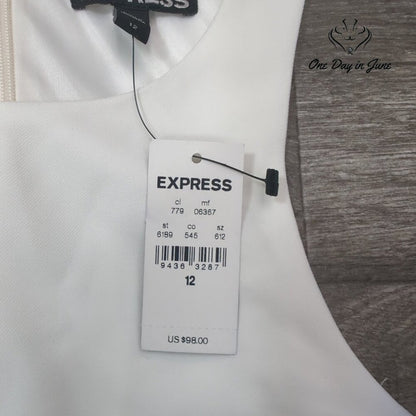 EXPRESS
12
One Day in June
EXPRESS
cl mf
779 06367
st co sz
6189 545 612
9436 3287
12
US $98.00